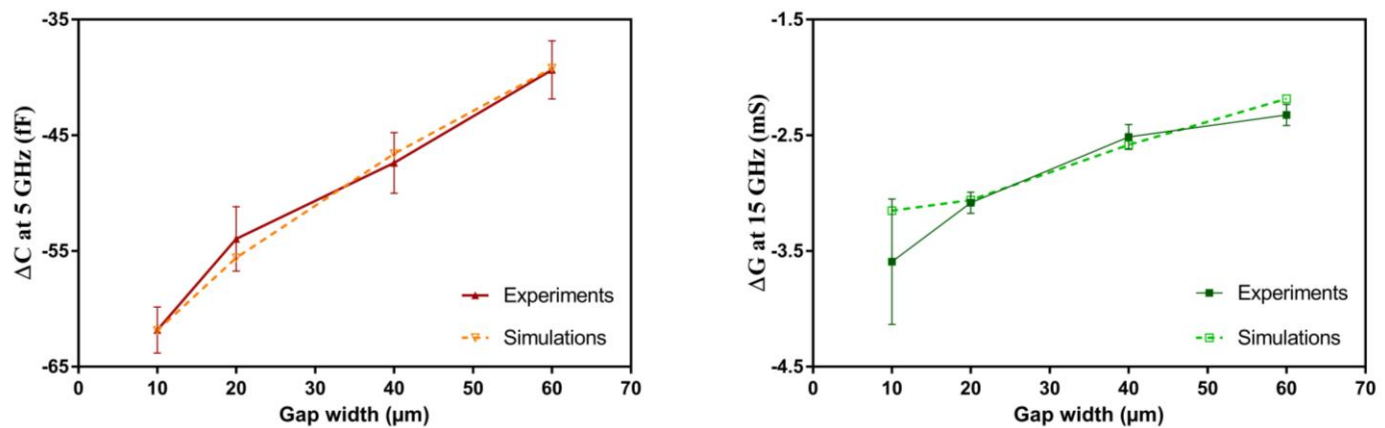 -35
-45
-55
-65
ΔC at 5 GHz (fF)
0 10 20 30 40 50 60 70
Gap width (µm)
Experiments
Simulations
-1.5
-2.5
-3.5
-4.5
ΔG at 15 GHz (mS)
0 10 20 30 40 50 60 70
Gap width (µm)
Experiments
Simulations